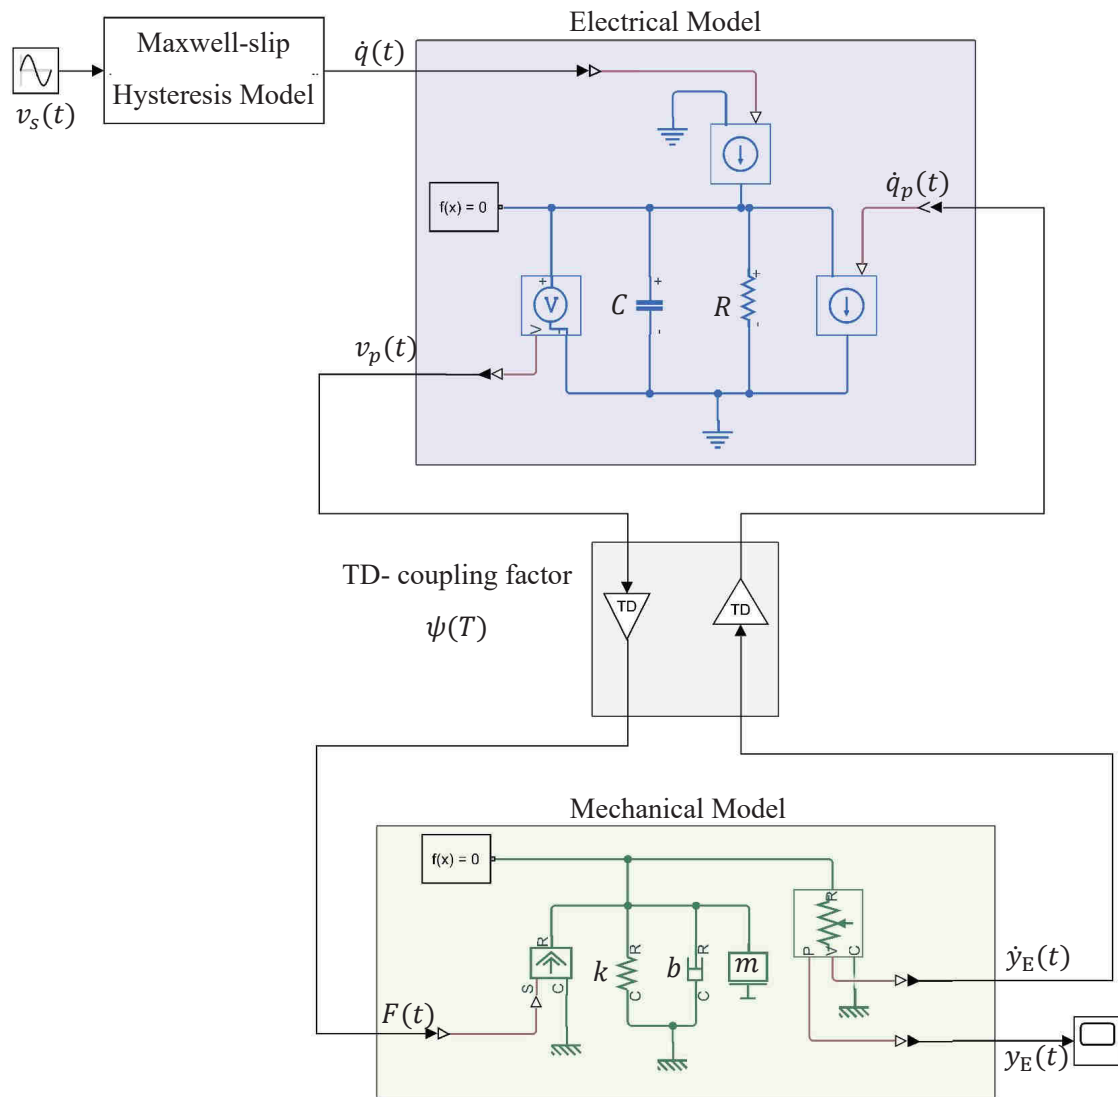 Electrical Model
Maxwell-slip
Hysteresis Model
q̇(t)
v_s(t)
f(x) = 0
q̇_p(t)
+
+
+
V
C
R
V
-
-
v_p(t)
TD- coupling factor
ψ(T)
TD
TD
Mechanical Model
f(x) = 0
R
R
R
R
P
V
C
k
b
m
S
C
C
C
F(t)
ẏ_E(t)
y_E(t)